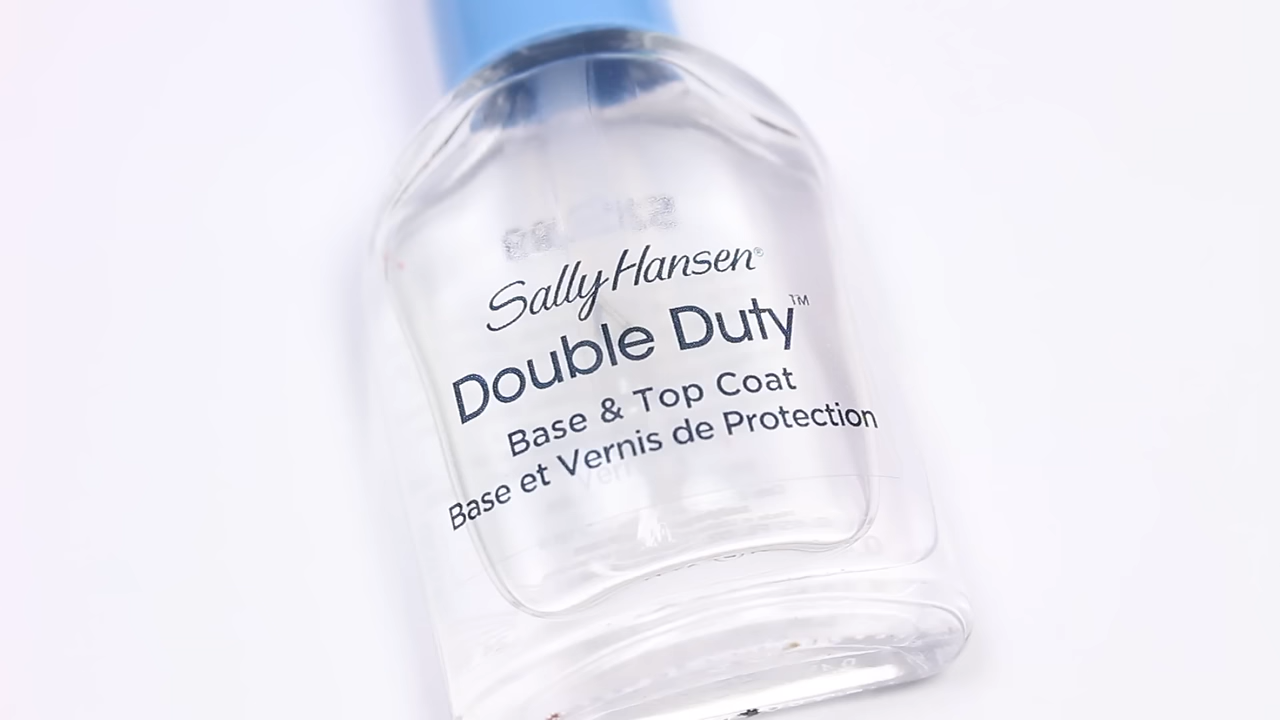 Sally Hansen®
Double Duty™
Base & Top Coat
Base et Vernis de Protection